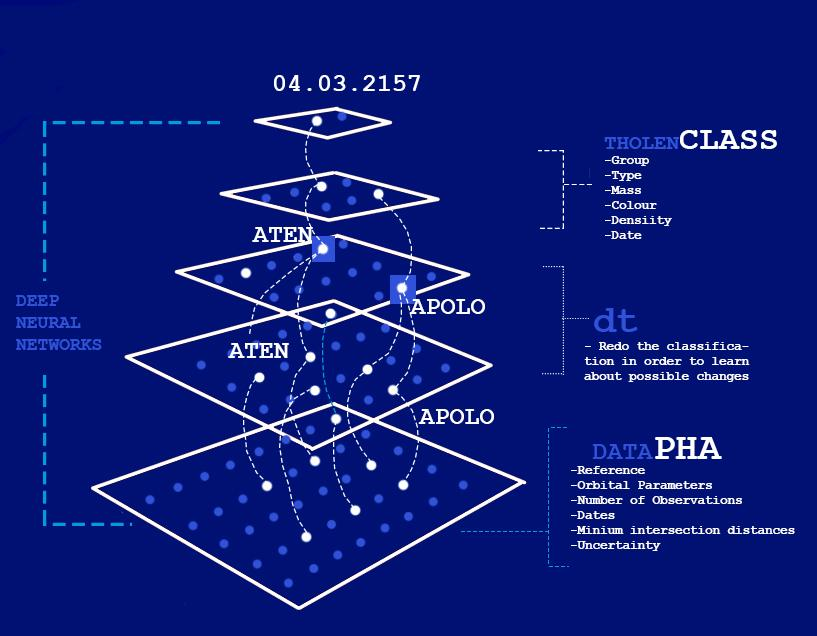 04.03.2157
THOLENCLASS
-Group
-Type
-Mass
-Colour
-Densiity
-Date
ATEN
DEEP
NEURAL
NETWORKS
APOLO
dt
- Redo the classifica-
tion in order to learn
about possible changes
ATEN
APOLO
DATAPHA
-Reference
-Orbital Parameters
-Number of Observations
-Dates
-Minium intersection distances
-Uncertainty